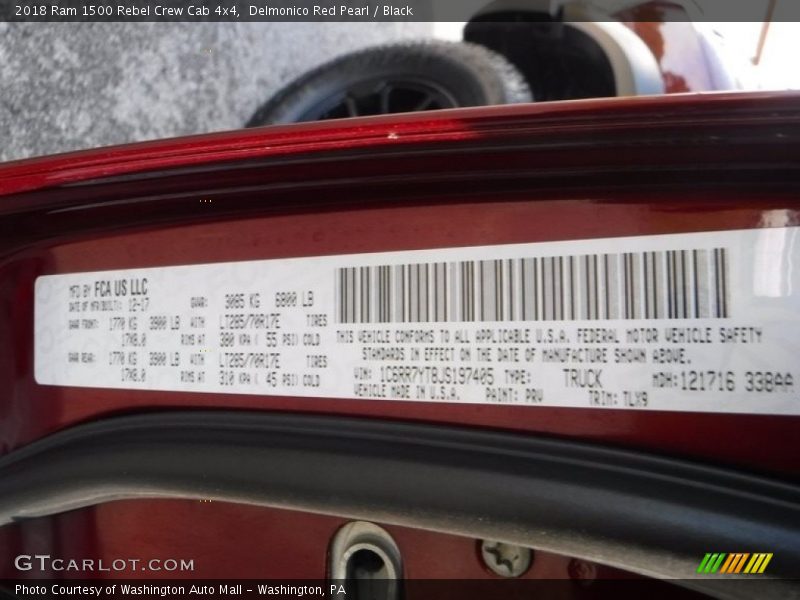 2018 Ram 1500 Rebel Crew Cab 4x4, Delmonico Red Pearl / Black
MFD BY FCA US LLC
DATE OF MFR/BUILT: 12-17
GVWR: 3085 KG 6800 LB
GAWR FRONT: 1770 KG 3900 LB WITH LT285/70R17E TIRES
17X8.0 RIMS AT 380 KPA ( 55 PSI) COLD
GAWR REAR: 1770 KG 3900 LB WITH LT285/70R17E TIRES
17X8.0 RIMS AT 310 KPA ( 45 PSI) COLD
THIS VEHICLE CONFORMS TO ALL APPLICABLE U.S.A. FEDERAL MOTOR VEHICLE SAFETY
STANDARDS IN EFFECT ON THE DATE OF MANUFACTURE SHOWN ABOVE.
VIN: 1C6RR7YT8JS197405 TYPE: TRUCK MDH:121716 338AA
VEHICLE MADE IN U.S.A. PAINT: PRV TRIM: TLX9
GTCARLOT.COM
Photo Courtesy of Washington Auto Mall – Washington, PA